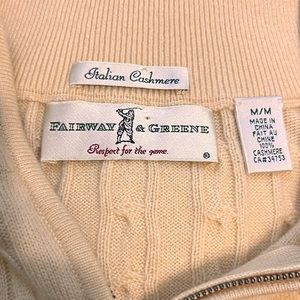 Italian Cashmere
FAIRWAY & GREENE
Respect for the game.
®
M/M
MADE IN
CHINA
FAIT AU
CHINE
100%
CASHMERE
CA#34753